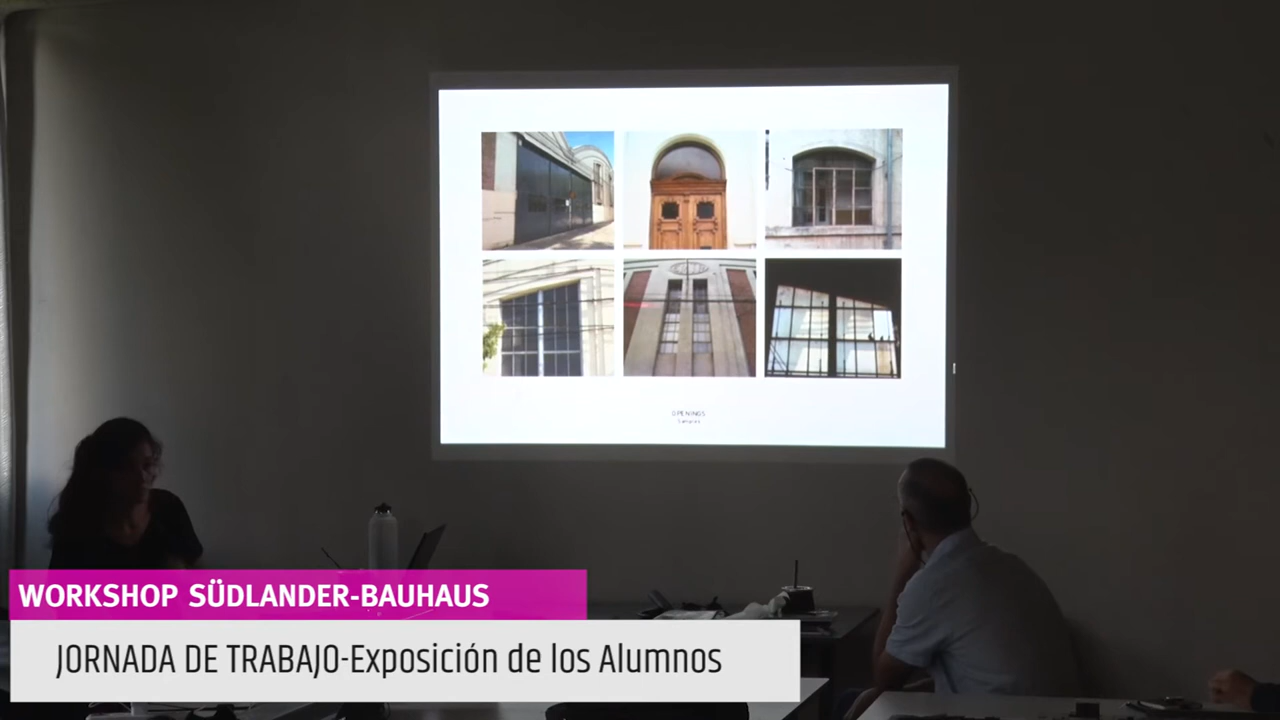 OPENINGS
WORKSHOP SÜDLANDER-BAUHAUS
JORNADA DE TRABAJO-Exposición de los Alumnos